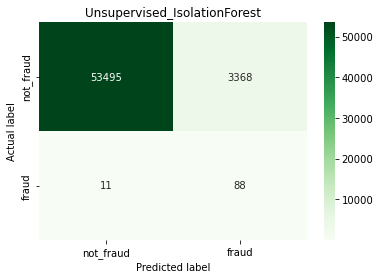 Unsupervised_IsolationForest
Actual label
not_fraud
53495 3368
fraud
11 88
not_fraud fraud
Predicted label
50000
40000
30000
20000
10000